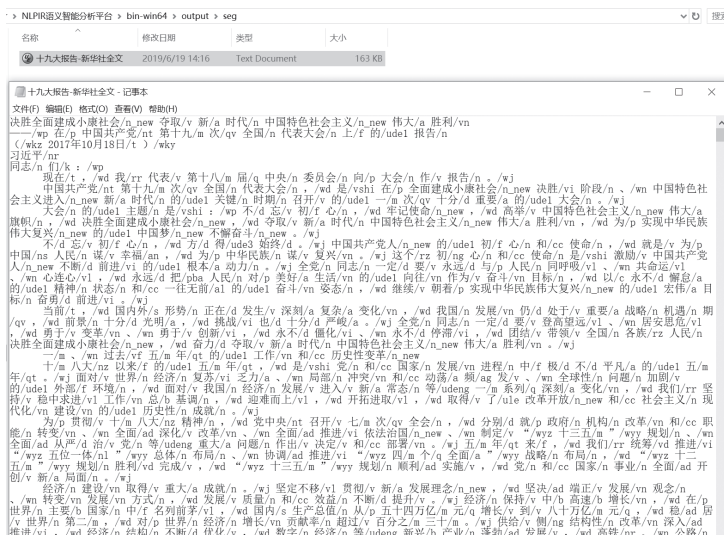 › NLPIR语义智能分析平台 › bin-win64 › output › seg
搜索
名称 修改日期 类型 大小
十九大报告-新华社全文 2019/6/19 14:16 Text Document 163 KB
十九大报告-新华社全文 - 记事本
文件(F) 编辑(E) 格式(O) 查看(V) 帮助(H)
决胜全面建成小康社会/n_new 夺取/v 新/a 时代/n 中国特色社会主义/n_new 伟大/a 胜利/vn
——/wp 在/p 中国共产党/nt 第十九/m 次/qv 全国/n 代表大会/n 上/f 的/ude1 报告/n
（/wkz 2017年10月18日/t ）/wky
习近平/nr
同志/n 们/k ：/wp
现在/t ，/wd 我/rr 代表/v 第十八/m 届/q 中央/n 委员会/n 向/p 大会/n 作/v 报告/n 。/wj
中国共产党/nt 第十九/m 次/qv 全国/n 代表大会/n ，/wd 是/vshi 在/p 全面建成小康社会/n_new 决胜/vi 阶段/n 、/wn 中国特色社
会主义进入/n_new 新/a 时代/n 的/ude1 关键/n 时期/n 召开/v 的/ude1 一/m 次/qv 十分/d 重要/a 的/ude1 大会/n 。/wj
大会/n 的/ude1 主题/n 是/vshi ：/wp 不/d 忘/v 初/f 心/n ，/wd 牢记使命/n_new ，/wd 高举/v 中国特色社会主义/n_new 伟大/a
旗帜/n ，/wd 决胜全面建成小康社会/n_new ，/wd 夺取/v 新/a 时代/n 中国特色社会主义/n_new 伟大/a 胜利/vn ，/wd 为/p 实现中华民族
伟大复兴/n_new 的/ude1 中国梦/n_new 不懈奋斗/n_new 。/wj
不/d 忘/v 初/f 心/n ，/wd 方/d 得/ude3 始终/d 。/wj 中国共产党人/n_new 的/ude1 初/f 心/n 和/cc 使命/n ，/wd 就是/v 为/p
中国/ns 人民/n 谋/v 幸福/an ，/wd 为/p 中华民族/n 谋/v 复兴/vn 。/wj 这个/rz 初/ng 心/n 和/cc 使命/n 是/vshi 激励/v 中国共产党
人/n_new 不断/d 前进/vi 的/ude1 根本/a 动力/n 。/wj 全党/n 同志/n 一定/d 要/v 永远/d 与/p 人民/n 同呼吸/vl 、/wn 共命运/vl
、/wn 心连心/vl ，/wd 永远/d 把/pba 人民/n 对/p 美好/a 生活/vn 的/ude1 向往/vn 作为/v 奋斗/vn 目标/n ，/wd 以/c 永不/d 懈怠/a
的/ude1 精神/n 状态/n 和/cc 一往无前/al 的/ude1 奋斗/vn 姿态/n ，/wd 继续/v 朝着/p 实现中华民族伟大复兴/n_new 的/ude1 宏伟/a 目
标/n 奋勇/d 前进/vi 。/wj
当前/t ，/wd 国内外/s 形势/n 正在/d 发生/v 深刻/a 复杂/a 变化/vn ，/wd 我国/n 发展/vn 仍/d 处于/v 重要/a 战略/n 机遇/n 期
/qv ，/wd 前景/n 十分/d 光明/a ，/wd 挑战/vi 也/d 十分/d 严峻/a 。/wj 全党/n 同志/n 一定/d 要/v 登高望远/vl 、/wn 居安思危/vl
，/wd 勇于/v 变革/vn 、/wn 勇于/v 创新/vi ，/wd 永不/d 僵化/vi 、/wn 永不/d 停滞/vi ，/wd 团结/vn 带领/v 全国/n 各族/rz 人民/n
决胜全面建成小康社会/n_new ，/wd 奋力/d 夺取/v 新/a 时代/n 中国特色社会主义/n_new 伟大/a 胜利/vn 。/wj
一/m 、/wn 过去/vf 五/m 年/qt 的/ude1 工作/vn 和/cc 历史性变革/n_new
十/m 八大/nz 以来/f 的/ude1 五/m 年/qt ，/wd 是/vshi 党/n 和/cc 国家/n 发展/vn 进程/n 中/f 极/d 不/d 平凡/a 的/ude1 五/m
年/qt 。/wj 面对/v 世界/n 经济/n 复苏/vi 乏力/a 、/wn 局部/n 冲突/vn 和/cc 动荡/a 频/ag 发/v 、/wn 全球性/n 问题/n 加剧/v
的/ude1 外部/f 环境/n ，/wd 面对/v 我国/n 经济/n 发展/vn 进入/v 新/a 常态/n 等/udeng 一/m 系列/q 深刻/a 变化/vn ，/wd 我们/rr 坚
持/v 稳中求进/vl 工作/vn 总/b 基调/n ，/wd 迎难而上/vl ，/wd 开拓进取/vl ，/wd 取得/v 了/ule 改革开放/n_new 和/cc 社会主义/n 现
代化/vn 建设/vn 的/ude1 历史性/n 成就/n 。/wj
为/p 贯彻/v 十/m 八大/nz 精神/n ，/wd 党中央/nt 召开/v 七/m 次/qv 全会/n ，/wd 分别/d 就/p 政府/n 机构/n 改革/vn 和/cc 职
能/n 转变/vn 、/wn 全面/ad 深化/v 改革/vn 、/wn 全面/ad 推进/vi 依法治国/n_new 、/wn 制定/v “/wyz 十三五/m ”/wyy 规划/n 、/wn
全面/ad 从严/d 治/v 党/n 等/udeng 重大/a 问题/n 作出/v 决定/v 和/cc 部署/vn 。/wj 五/m 年/qt 来/f ，/wd 我们/rr 统筹/vd 推进/vi
“/wyz 五位一体/nl ”/wyy 总体/n 布局/n 、/wn 协调/ad 推进/vi “/wyz 四/m 个/q 全面/a ”/wyy 战略/n 布局/n ，/wd “/wyz 十二
五/m ”/wyy 规划/n 胜利/vd 完成/v ，/wd “/wyz 十三五/m ”/wyy 规划/n 顺利/ad 实施/v ，/wd 党/n 和/cc 国家/n 事业/n 全面/ad 开
创/v 新/a 局面/n 。/wj
经济/n 建设/vn 取得/v 重大/a 成就/n 。/wj 坚定不移/vl 贯彻/v 新/a 发展理念/n_new ，/wd 坚决/ad 端正/v 发展/vn 观念/n
、/wn 转变/vn 发展/vn 方式/n ，/wd 发展/v 质量/n 和/cc 效益/n 不断/d 提升/v 。/wj 经济/n 保持/v 中/b 高速/b 增长/vn ，/wd 在/p
世界/n 主要/b 国家/n 中/f 名列前茅/vl ，/wd 国内/s 生产总值/n 从/p 五十四万亿/m 元/q 增长/v 到/v 八十万亿/m 元/q ，/wd 稳/ad 居
/v 世界/n 第二/m ，/wd 对/p 世界/n 经济/n 增长/vn 贡献率/n 超过/v 百分之/m 三十/m 。/wj 供给/v 侧/ng 结构性/n 改革/vn 深入/ad
推进/vi ，/wd 经济/n 结构/n 不断/d 优化/v ，/wd 数字/n 经济/n 等/udeng 新兴/b 产业/n 蓬勃/ad 发展/v ，/wd 高铁/nr 、/wn 公路/n